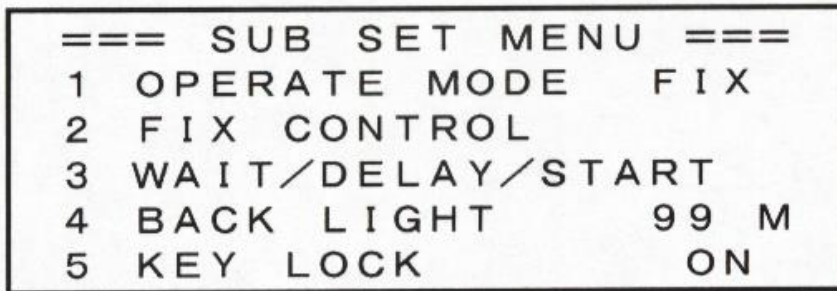 === SUB SET MENU ===
1 OPERATE MODE FIX
2 FIX CONTROL
3 WAIT/DELAY/START
4 BACK LIGHT 99 M
5 KEY LOCK ON